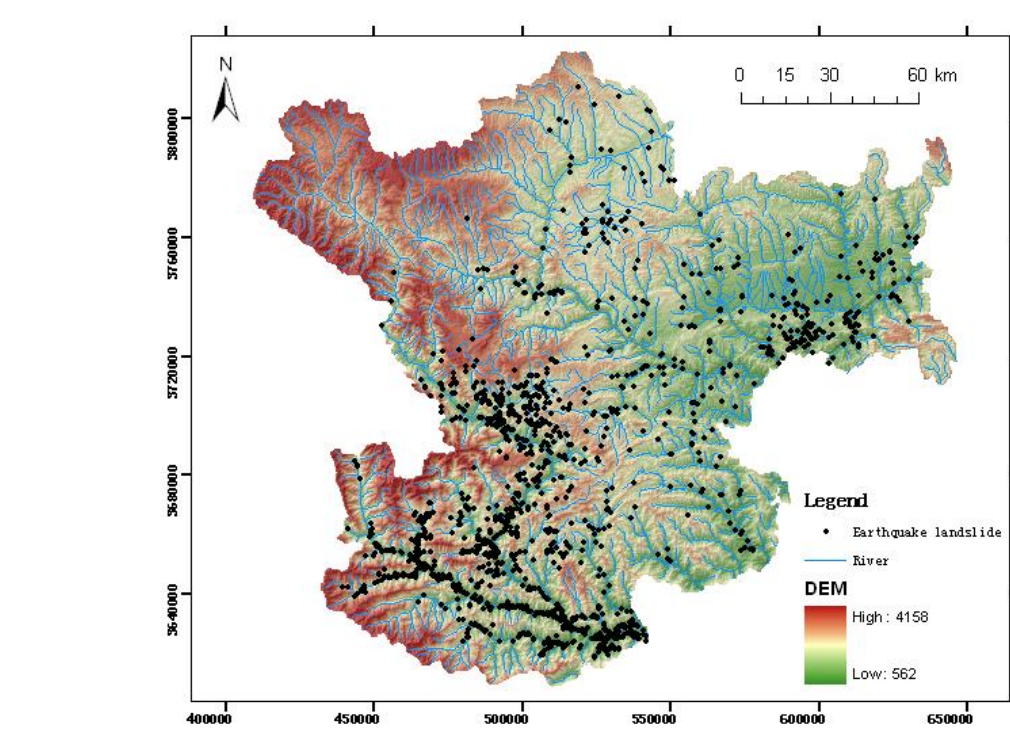 N
0 15 30 60 km
3800000
3760000
3720000
3680000
3640000
Legend
Earthquake landslide
River
DEM
High : 4158
Low: 562
400000 450000 500000 550000 600000 650000